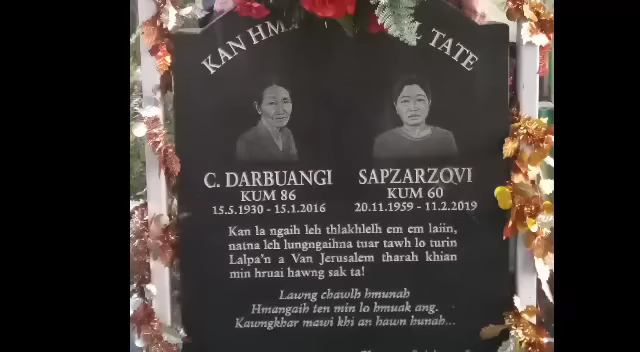 KAN HM TATE
C. DARBUANGI SAPZARZOVI
KUM 86 KUM 60
15.5.1930 - 15.1.2016 20.11.1959 - 11.2.2019
Kan la ngaih leh thlakhlelh em em laiin,
natna leh lungngaihna tuar tawh lo turin
Lalpa'n a Van Jerusalem tharah khian
min hruai hawng sak ta!
Lawng chawlh hmunah
Hmangaih ten min lo hmuak ang.
Kawngkhar mawi khi an hawn hunah...